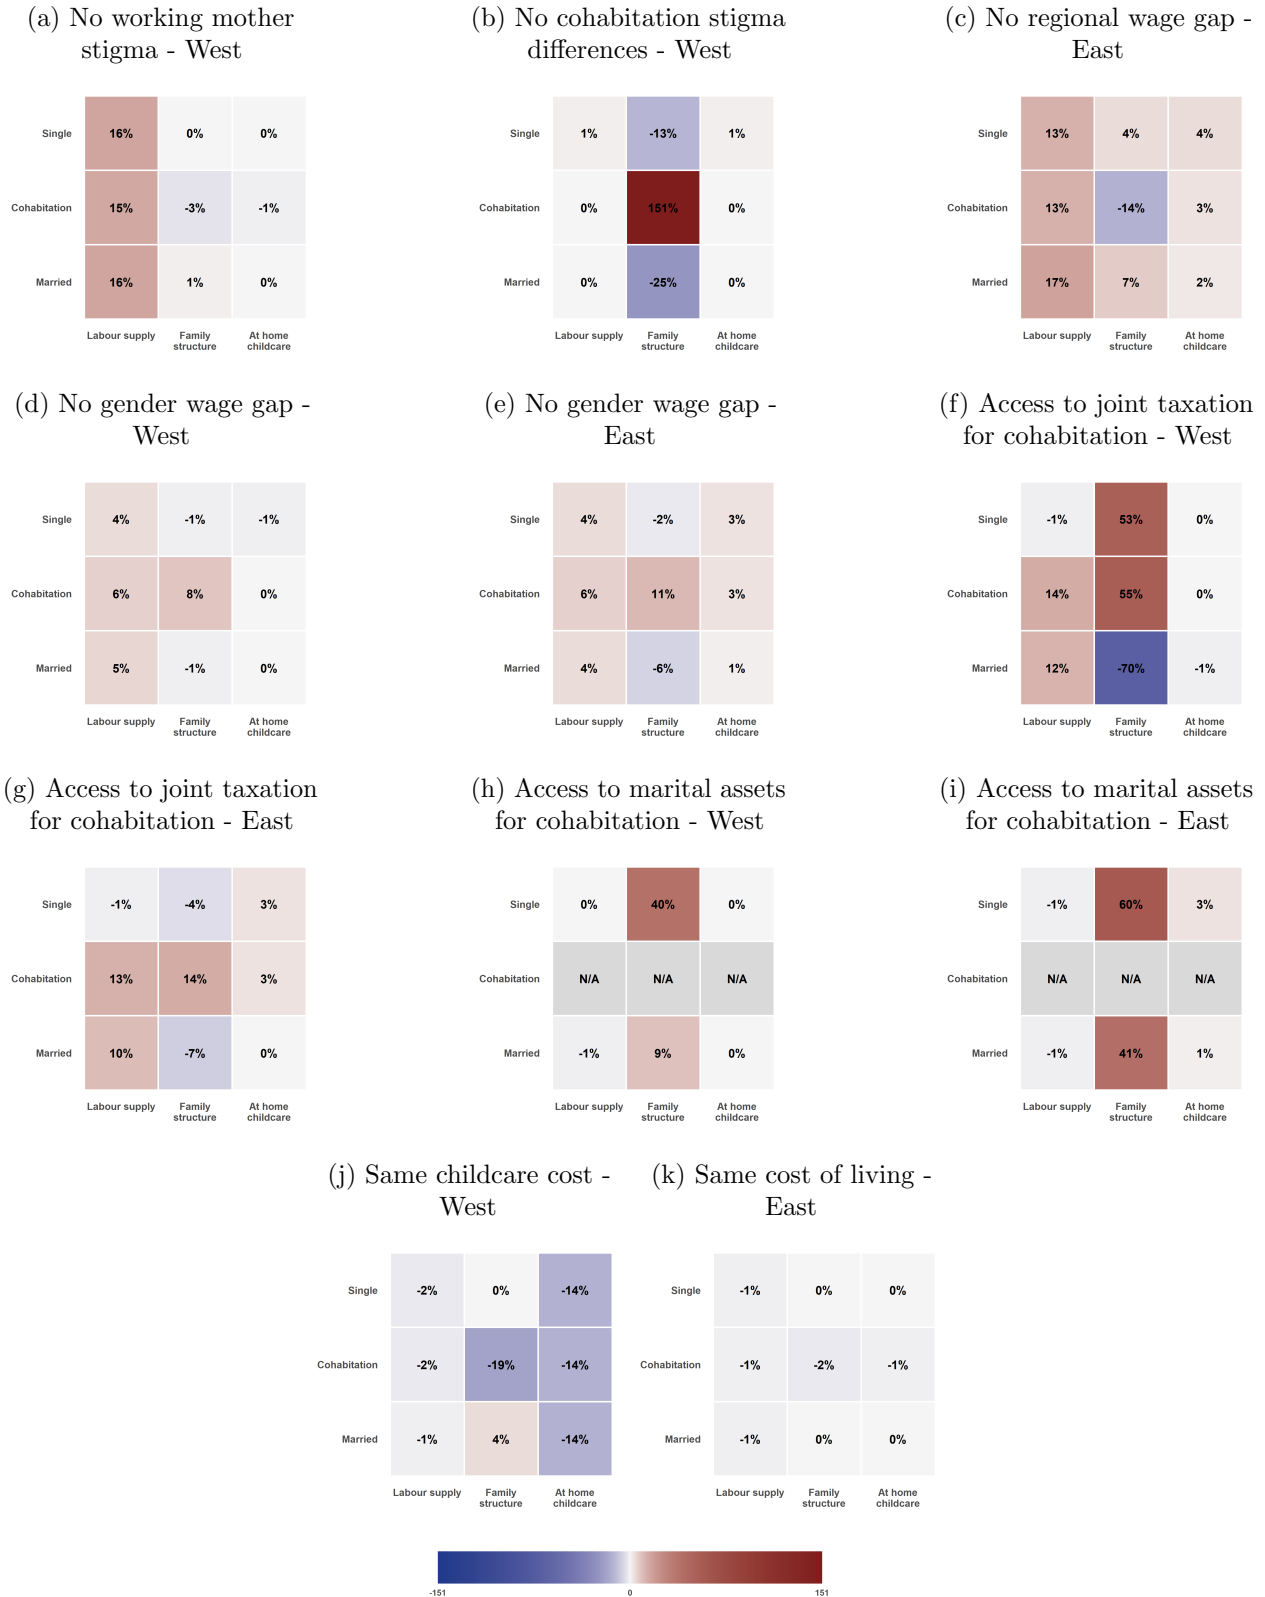 (a) No working mother
stigma - West
(b) No cohabitation stigma
differences - West
(c) No regional wage gap -
East
Single 16% 0% 0%
Cohabitation 15% -3% -1%
Married 16% 1% 0%
Labour supply Family structure At home childcare
Single 1% -13% 1%
Cohabitation 0% 151% 0%
Married 0% -25% 0%
Labour supply Family structure At home childcare
Single 13% 4% 4%
Cohabitation 13% -14% 3%
Married 17% 7% 2%
Labour supply Family structure At home childcare
(d) No gender wage gap -
West
(e) No gender wage gap -
East
(f) Access to joint taxation
for cohabitation - West
Single 4% -1% -1%
Cohabitation 6% 8% 0%
Married 5% -1% 0%
Labour supply Family structure At home childcare
Single 4% -2% 3%
Cohabitation 6% 11% 3%
Married 4% -6% 1%
Labour supply Family structure At home childcare
Single -1% 53% 0%
Cohabitation 14% 55% 0%
Married 12% -70% -1%
Labour supply Family structure At home childcare
(g) Access to joint taxation
for cohabitation - East
(h) Access to marital assets
for cohabitation - West
(i) Access to marital assets
for cohabitation - East
Single -1% -4% 3%
Cohabitation 13% 14% 3%
Married 10% -7% 0%
Labour supply Family structure At home childcare
Single 0% 40% 0%
Cohabitation N/A N/A N/A
Married -1% 9% 0%
Labour supply Family structure At home childcare
Single -1% 60% 3%
Cohabitation N/A N/A N/A
Married -1% 41% 1%
Labour supply Family structure At home childcare
(j) Same childcare cost -
West
(k) Same cost of living -
East
Single -2% 0% -14%
Cohabitation -2% -19% -14%
Married -1% 4% -14%
Labour supply Family structure At home childcare
Single -1% 0% 0%
Cohabitation -1% -2% -1%
Married -1% 0% 0%
Labour supply Family structure At home childcare
-151 0 151